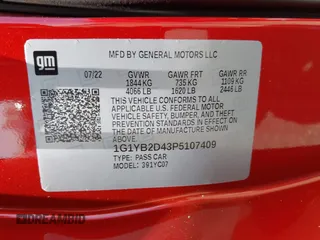 gm
MFD BY GENERAL MOTORS LLC
07/22 GVWR GAWR FRT GAWR RR
1844 KG 735 KG 1109 KG
4066 LB 1620 LB 2446 LB
THIS VEHICLE CONFORMS TO ALL
APPLICABLE U.S. FEDERAL MOTOR
VEHICLE SAFETY, BUMPER, AND THEFT
PREVENTION STANDARDS IN EFFECT ON
THE DATE OF MANUFACTURE SHOWN
ABOVE.
1G1YB2D43P5107409
TYPE: PASS CAR
MODEL: 391YC07
DREAMBID